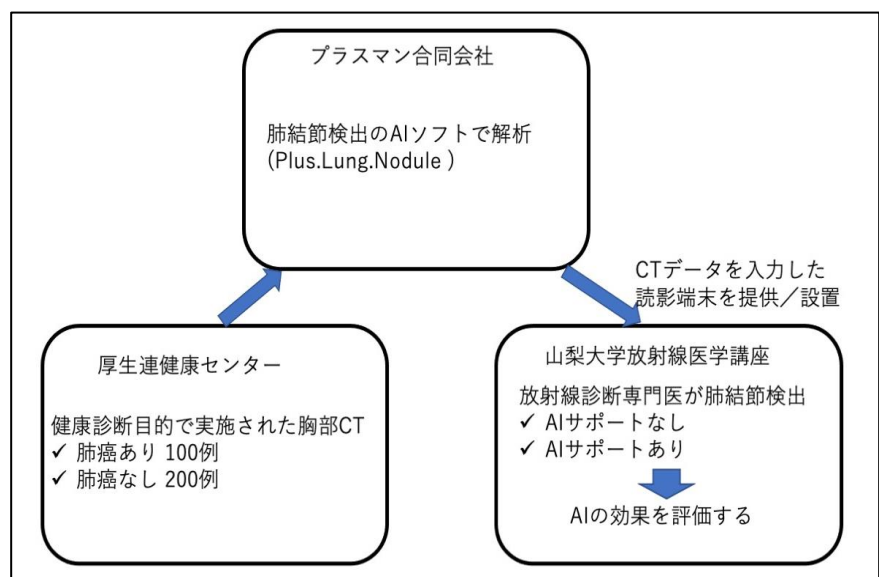 プラスマン合同会社
肺結節検出のAIソフトで解析
(Plus.Lung.Nodule )
CTデータを入力した
読影端末を提供／設置
厚生連健康センター
健康診断目的で実施された胸部CT
✓ 肺癌あり 100例
✓ 肺癌なし 200例
山梨大学放射線医学講座
放射線診断専門医が肺結節検出
✓ AIサポートなし
✓ AIサポートあり
AIの効果を評価する